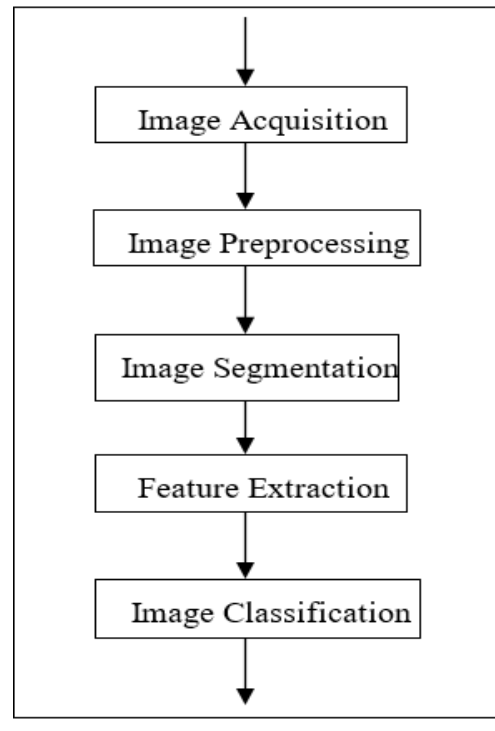 Image Acquisition
Image Preprocessing
Image Segmentation
Feature Extraction
Image Classification